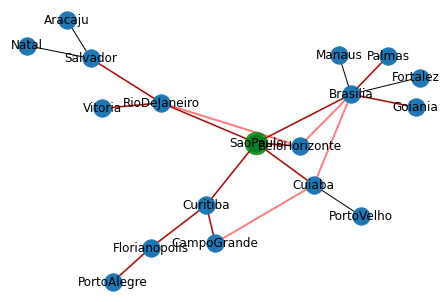 Aracaju
Natal
Salvador
Manaus
Palmas
Fortalez
Brasilia
Goiania
Vitoria
RioDeJaneiro
SaoPaulo
BeloHorizonte
Cuiaba
Curitiba
PortoVelho
Florianopolis
CampoGrande
PortoAlegre